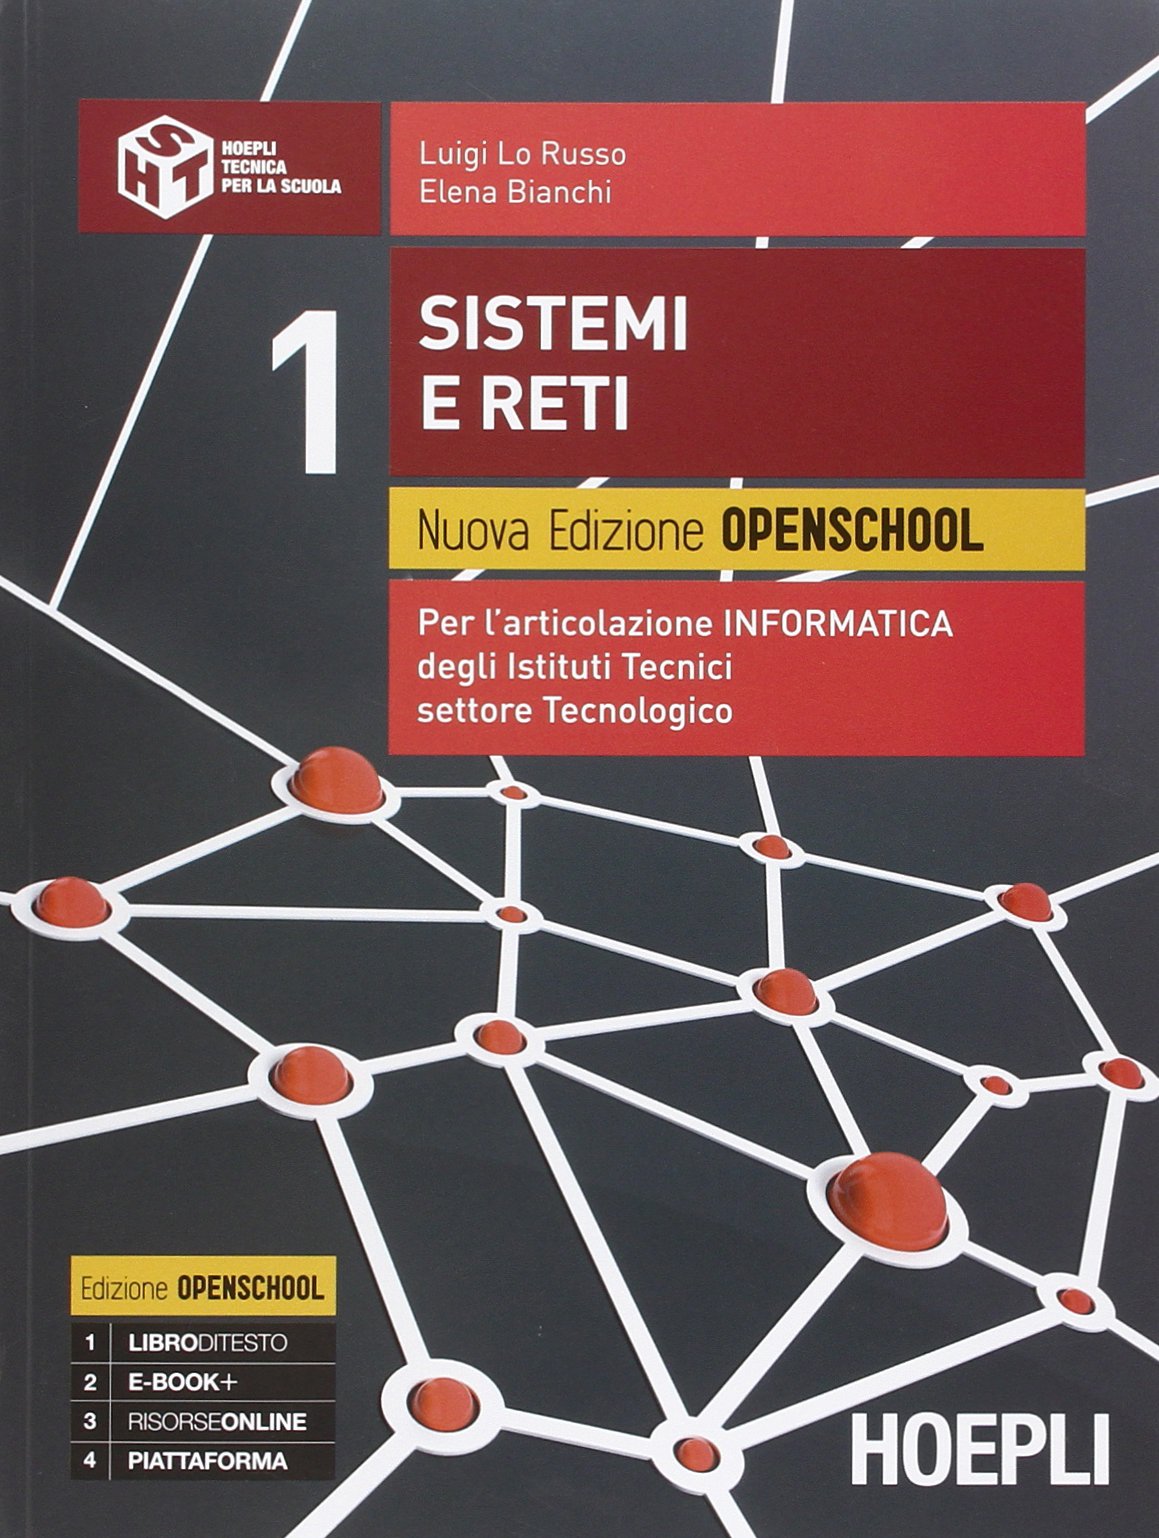 SHT
HOEPLI
TECNICA
PER LA SCUOLA
Luigi Lo Russo
Elena Bianchi
1
SISTEMI
E RETI
Nuova Edizione OPENSCHOOL
Per l'articolazione INFORMATICA
degli Istituti Tecnici
settore Tecnologico
Edizione OPENSCHOOL
1 LIBRODITESTO
2 E-BOOK+
3 RISORSEONLINE
4 PIATTAFORMA
HOEPLI